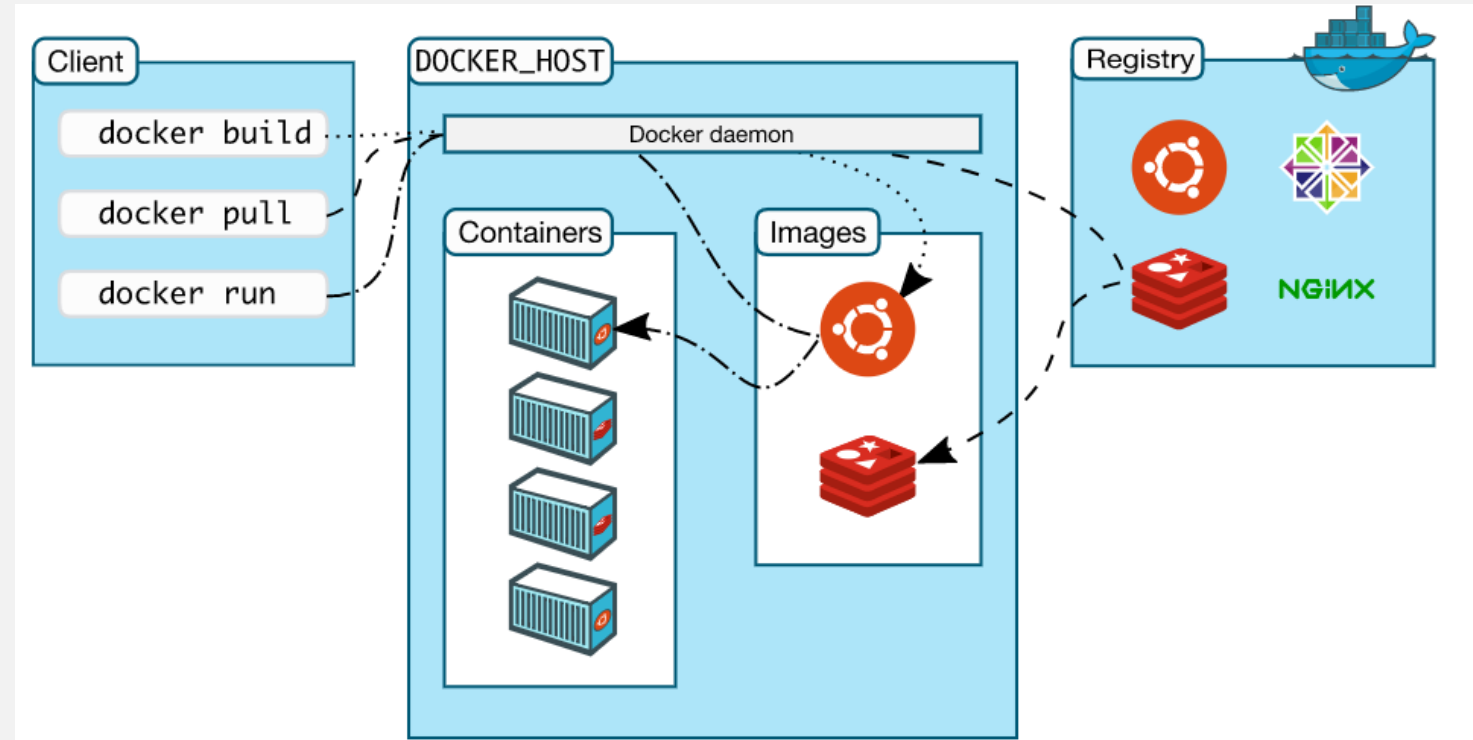 Client
docker build
docker pull
docker run
DOCKER_HOST
Docker daemon
Containers
Images
Registry
NGiNX